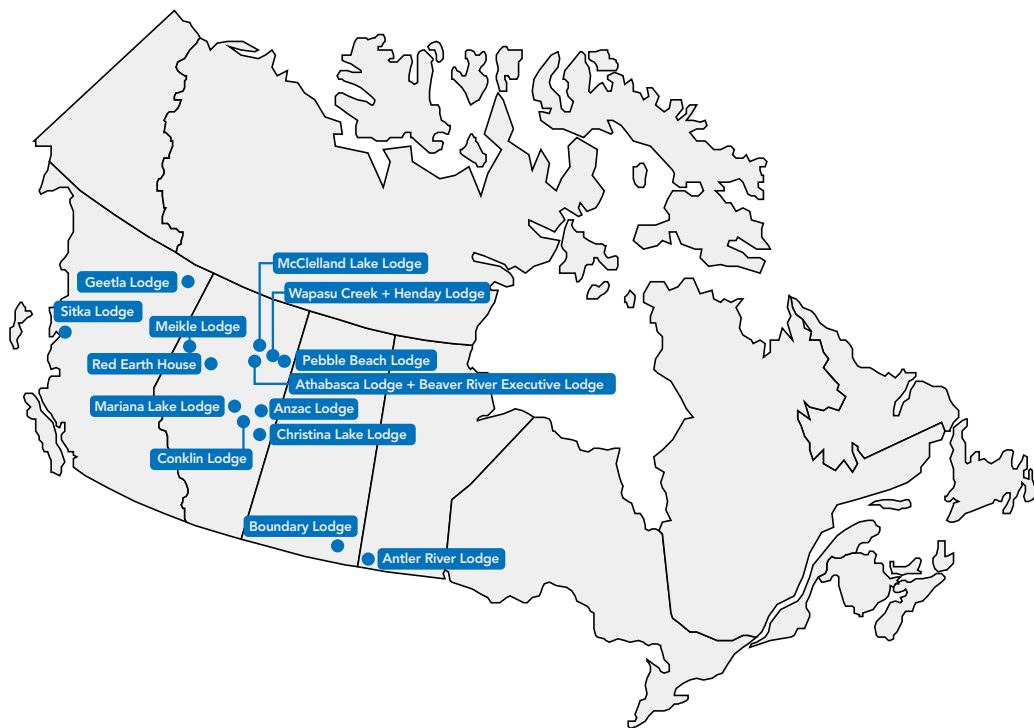 McClelland Lake Lodge
Geetla Lodge
Wapasu Creek + Henday Lodge
Sitka Lodge
Meikle Lodge
Red Earth House
Pebble Beach Lodge
Athabasca Lodge + Beaver River Executive Lodge
Mariana Lake Lodge
Anzac Lodge
Christina Lake Lodge
Conklin Lodge
Boundary Lodge
Antler River Lodge